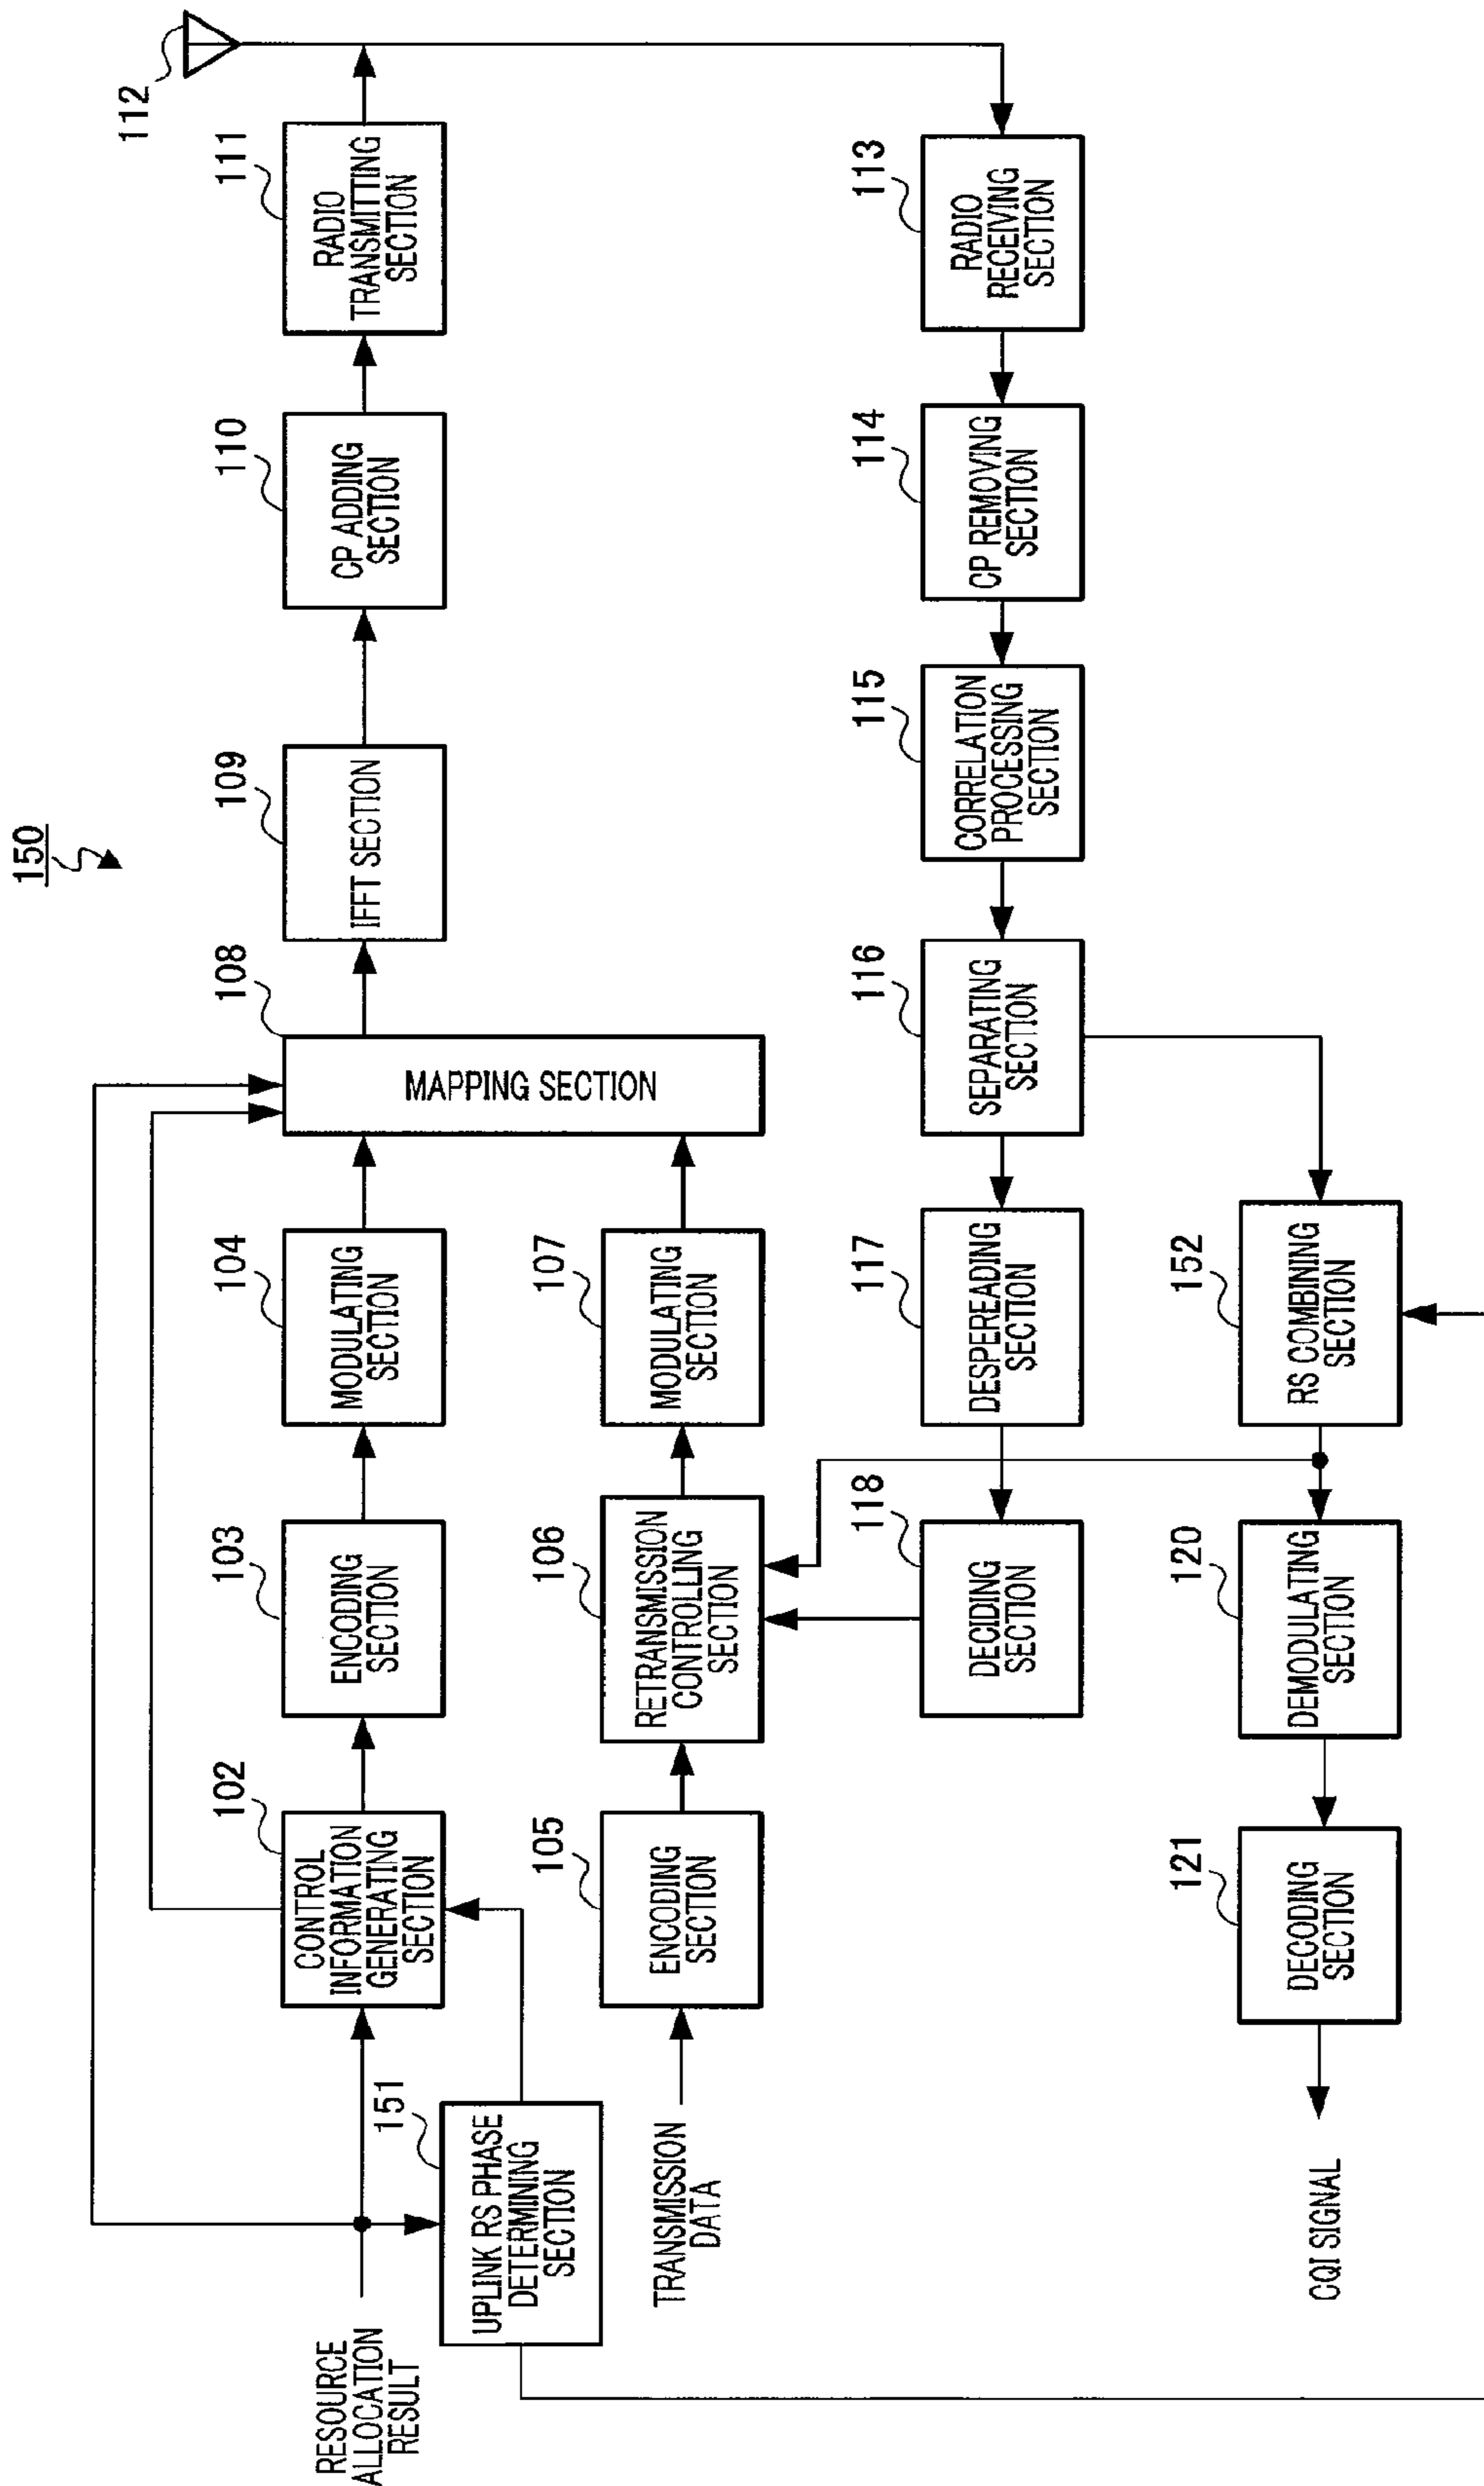 150
112
RESOURCE
ALLOCATION
RESULT
102
CONTROL
INFORMATION
GENERATING
SECTION
103
ENCODING
SECTION
104
MODULATING
SECTION
108
MAPPING SECTION
109
IFFT SECTION
110
CP ADDING
SECTION
111
RADIO
TRANSMITTING
SECTION
151
UPLINK RS PHASE
DETERMINING
SECTION
TRANSMISSION
DATA
105
ENCODING
SECTION
106
RETRANSMISSION
CONTROLLING
SECTION
107
MODULATING
SECTION
118
DECIDING
SECTION
117
DESPEREADING
SECTION
116
SEPARATING
SECTION
115
CORRELATION
PROCESSING
SECTION
114
CP REMOVING
SECTION
113
RADIO
RECEIVING
SECTION
CQI SIGNAL
121
DECODING
SECTION
120
DEMODULATING
SECTION
152
RS COMBINING
SECTION